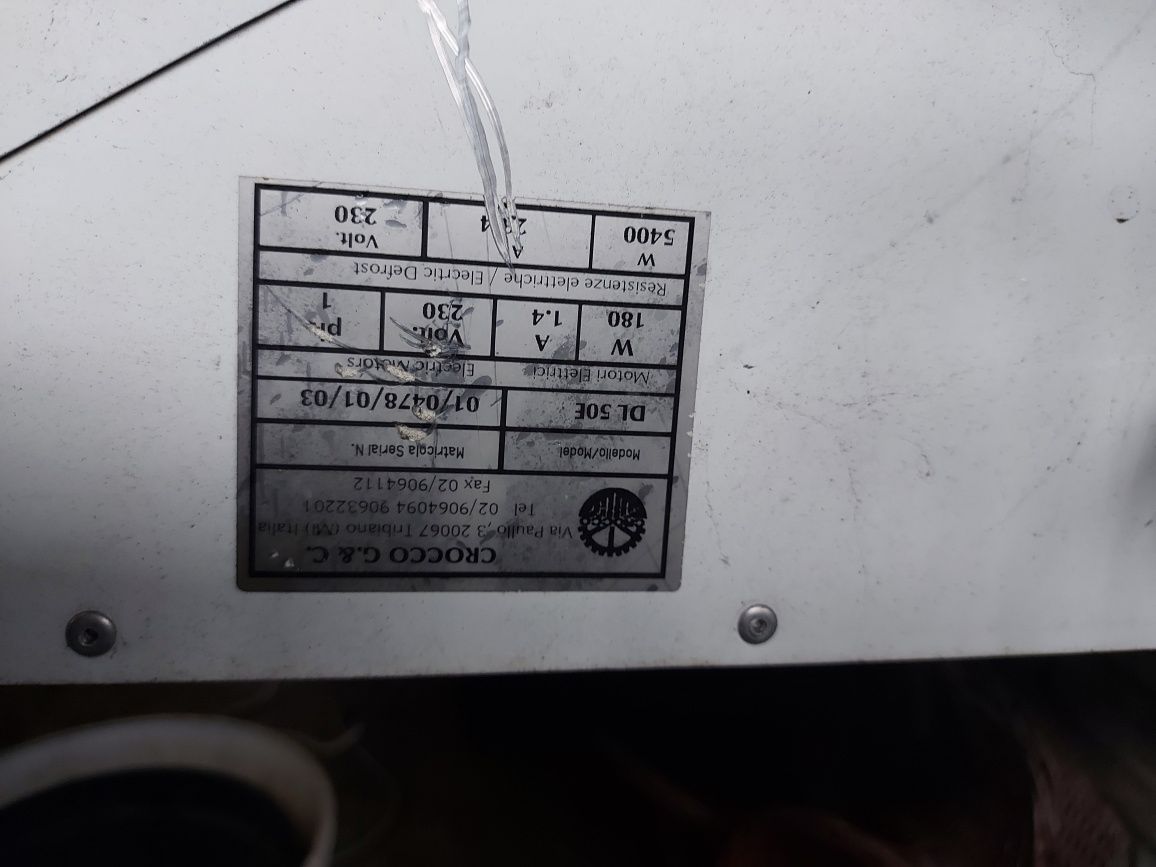 CROCCO G.& C.
Via Paullo ,3 20067 Tribiano (MI) Italia
Tel 02/9064094 90632201
Fax 02/9064112
Modello/Model Matricola Serial N.
DL 50E 01/0478/01/03
Motori Elettrici Electric Motors
W A Volt. ph.
180 1.4 230 1
Resistenze elettriche / Elecrtic Defrost
W A Volt.
5400 230